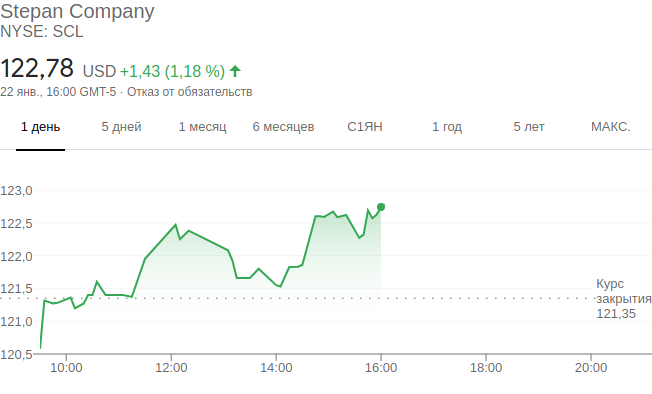 Stepan Company
NYSE: SCL
122,78 USD +1,43 (1,18 %)
22 янв., 16:00 GMT-5 · Отказ от обязательств
1 день 5 дней 1 месяц 6 месяцев С1ЯН 1 год 5 лет МАКС.
123,0
122,5
122,0
121,5
121,0
120,5
Курс
закрытия
121,35
10:00 12:00 14:00 16:00 18:00 20:00